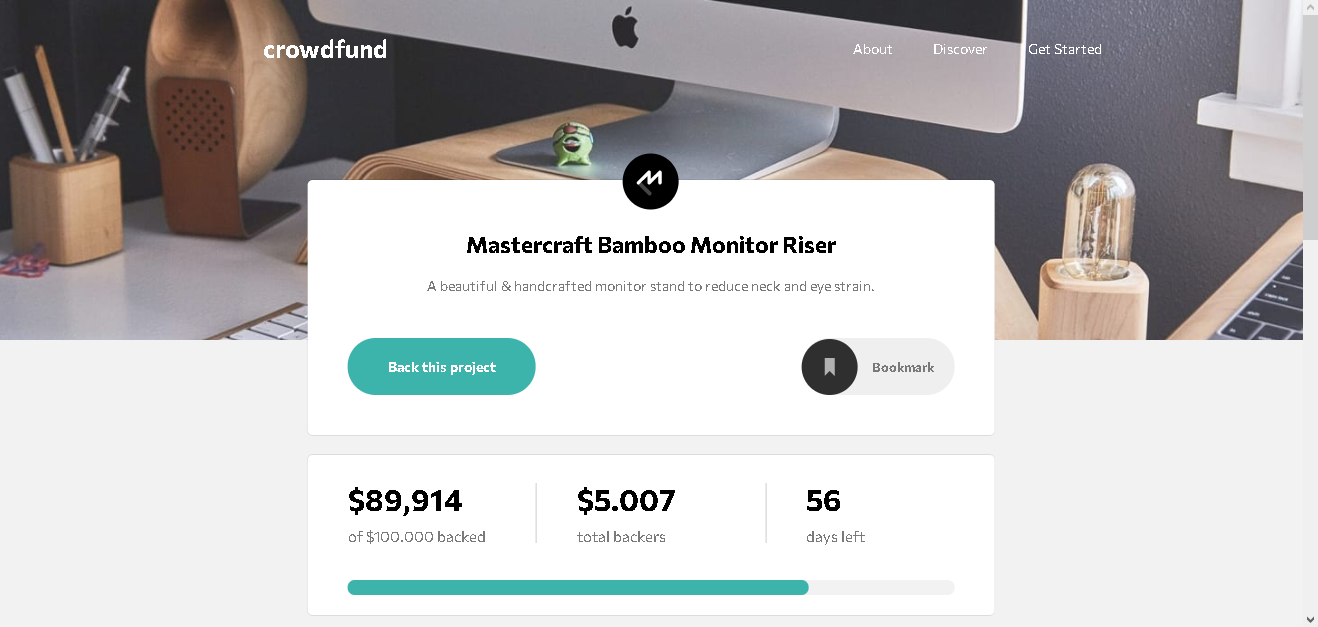 crowdfund
About
Discover
Get Started
Mastercraft Bamboo Monitor Riser
A beautiful & handcrafted monitor stand to reduce neck and eye strain.
Back this project
Bookmark
$89,914
of $100.000 backed
$5.007
total backers
56
days left